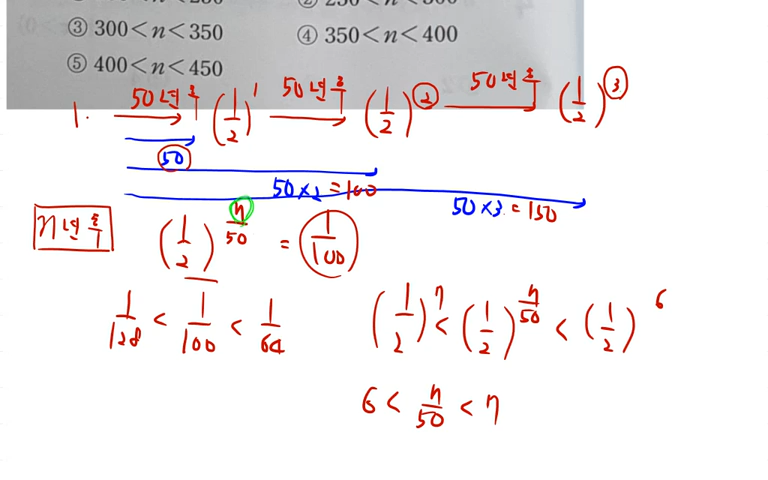 ③ 300<n<350 ④ 350<n<400
⑤ 400<n<450
1. 50년후 (1/2)^1 50년후 (1/2)^② 50년후 (1/2)^③
50
50×2=100
50×3=150
n년후 (1/2)^(n/50) = 1/100
1/128 < 1/100 < 1/64 (1/2)^7 < (1/2)^(n/50) < (1/2)^6
6 < n/50 < 7